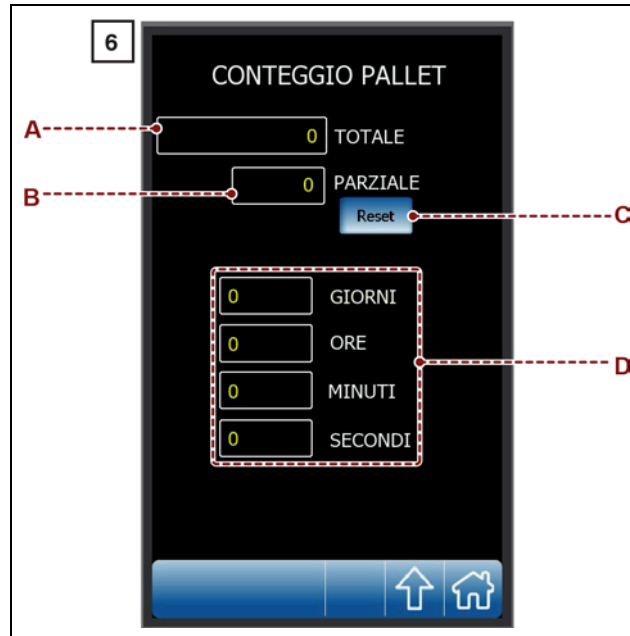 6
CONTEGGIO PALLET
A
0 TOTALE
B
0 PARZIALE
Reset
C
0 GIORNI
0 ORE
D
0 MINUTI
0 SECONDI